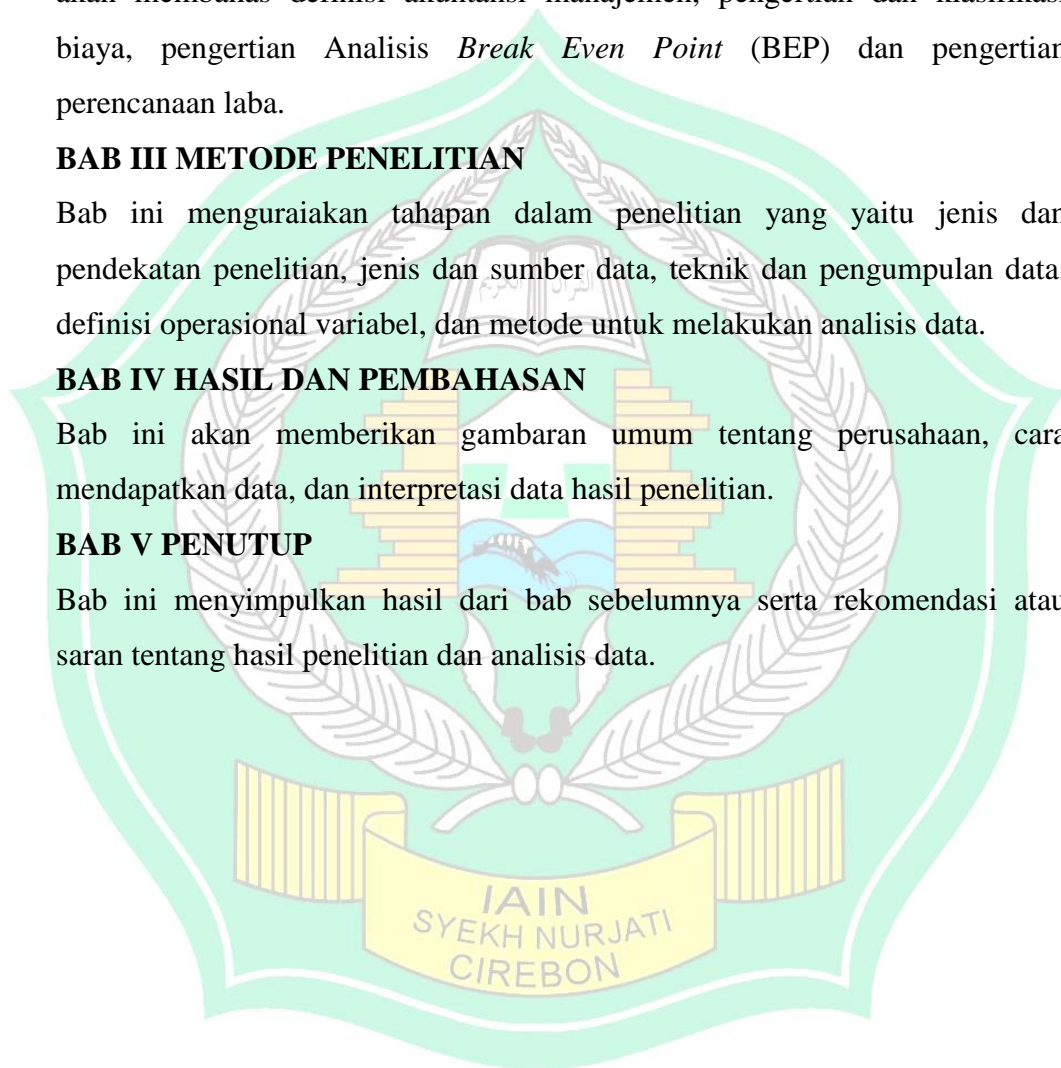 akan membahas definisi akuntansi manajemen, pengertian dan klasifikasi
biaya, pengertian Analisis Break Even Point (BEP) dan pengertian
perencanaan laba.
BAB III METODE PENELITIAN
Bab ini menguraiakan tahapan dalam penelitian yang yaitu jenis dan
pendekatan penelitian, jenis dan sumber data, teknik dan pengumpulan data,
definisi operasional variabel, dan metode untuk melakukan analisis data.
BAB IV HASIL DAN PEMBAHASAN
Bab ini akan memberikan gambaran umum tentang perusahaan, cara
mendapatkan data, dan interpretasi data hasil penelitian.
BAB V PENUTUP
Bab ini menyimpulkan hasil dari bab sebelumnya serta rekomendasi atau
saran tentang hasil penelitian dan analisis data.
القرآن الكريم
IAIN
SYEKH NURJATI
CIREBON